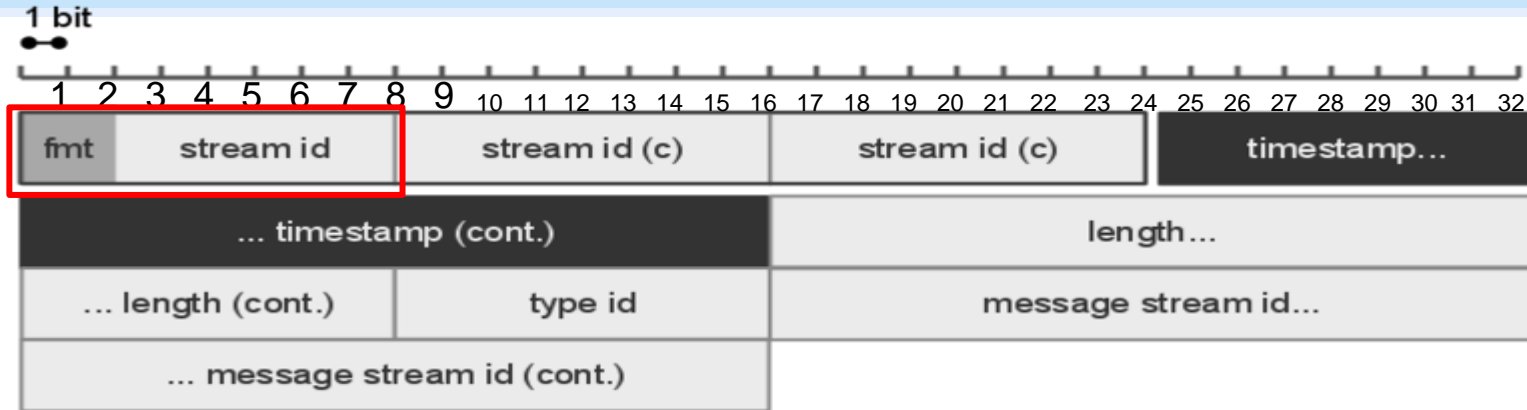 1 bit
1 2 3 4 5 6 7 8 9 10 11 12 13 14 15 16 17 18 19 20 21 22 23 24 25 26 27 28 29 30 31 32
fmt stream id stream id (c) stream id (c) timestamp...
... timestamp (cont.) length...
... length (cont.) type id message stream id...
... message stream id (cont.)